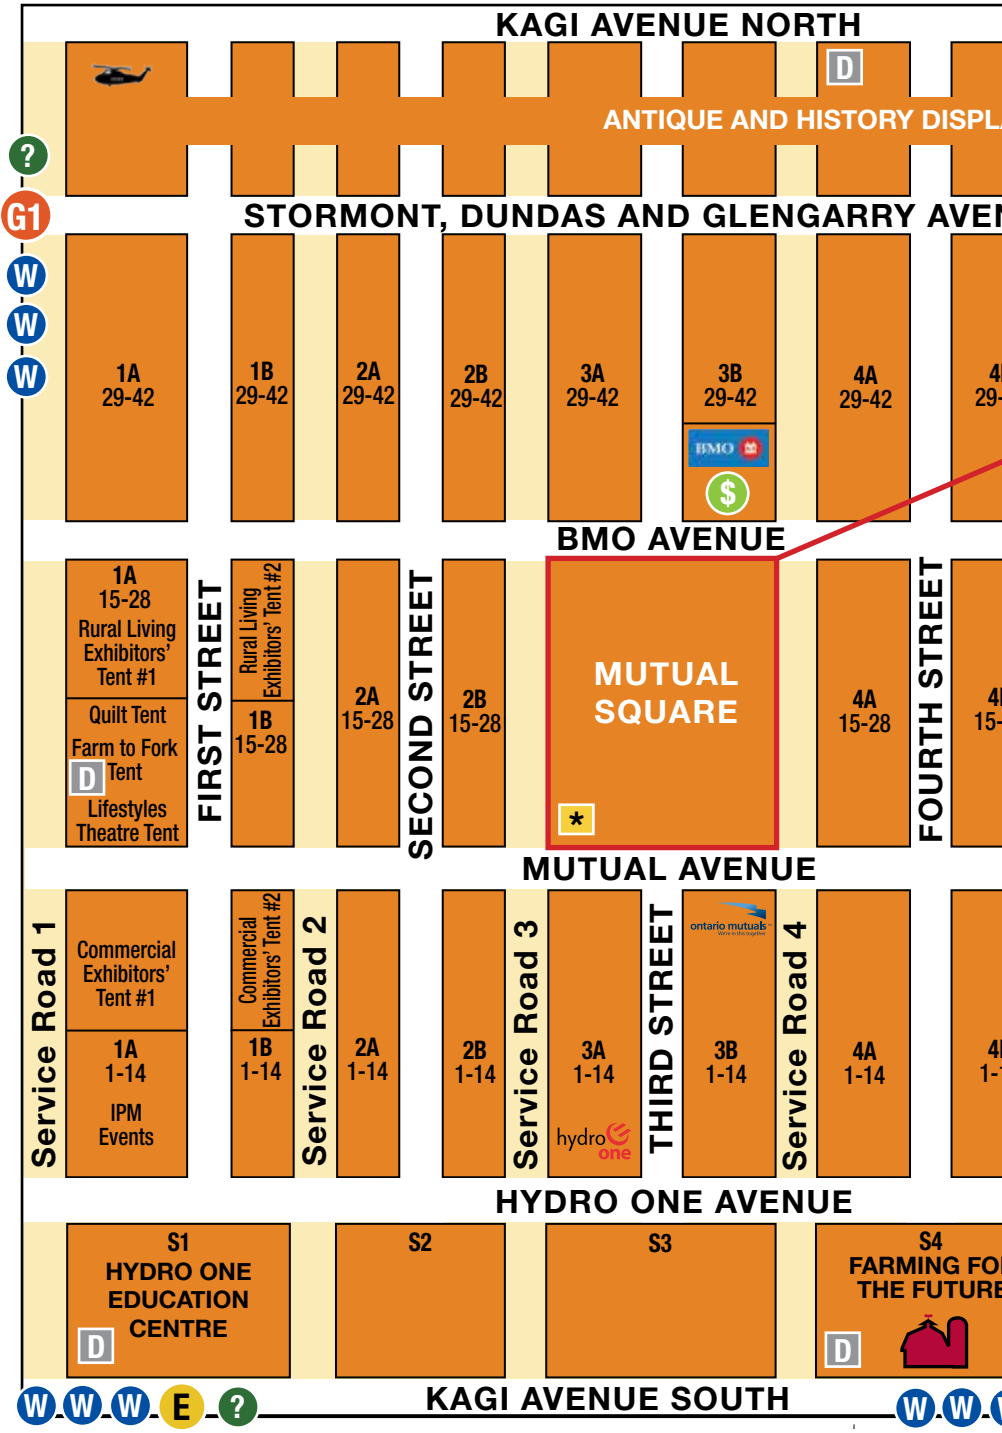 KAGI AVENUE NORTH
D
ANTIQUE AND HISTORY
?
G1
STORMONT, DUNDAS AND GLENGARRY
W
W
W
1A
29-42
1B
29-42
2A
29-42
2B
29-42
3A
29-42
3B
29-42
4A
29-42
BMO
$
BMO AVENUE
1A
15-28
Rural Living
Exhibitors'
Tent #1
Quilt Tent
Farm to Fork
D Tent
Lifestyles
Theatre Tent
FIRST STREET
Rural Living
Exhibitors' Tent #2
1B
15-28
2A
15-28
SECOND STREET
2B
15-28
MUTUAL
SQUARE
*
4A
15-28
FOURTH STREET
MUTUAL AVENUE
Service Road 1
Commercial
Exhibitors'
Tent #1
1A
1-14
IPM
Events
Commercial
Exhibitors' Tent #2
1B
1-14
Service Road 2
2A
1-14
2B
1-14
Service Road 3
3A
1-14
hydro
one
THIRD STREET
ontario mutuals
We're in this together
3B
1-14
Service Road 4
4A
1-14
HYDRO ONE AVENUE
S1
HYDRO ONE
EDUCATION
CENTRE
D
S2
S3
S4
FARMING
THE FUTURE
D
W W W E ?
KAGI AVENUE SOUTH
W W